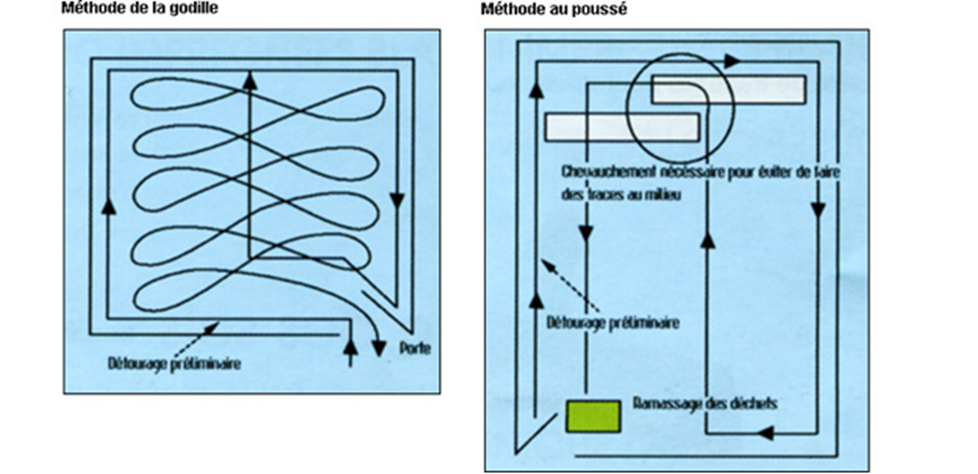 Méthode de la godille
Méthode au poussé
Porte
Détourage préliminaire
Chevauchement nécéssaire pour éviter de faire
des traces au milieu
Détourage préliminaire
Ramassage des déchets